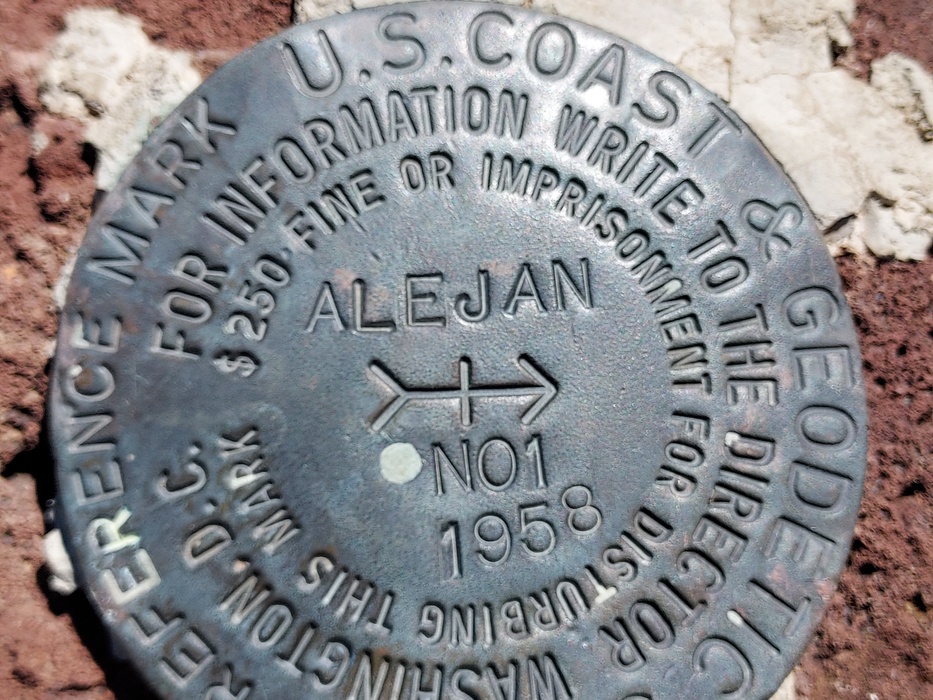 U.S. COAST & GEODETIC
REFERENCE MARK
FOR INFORMATION WRITE TO THE DIRECTOR
WASHINGTON, D.C.
$250 FINE OR IMPRISONMENT FOR DISTURBING THIS MARK
ALEJAN
NO1
1958